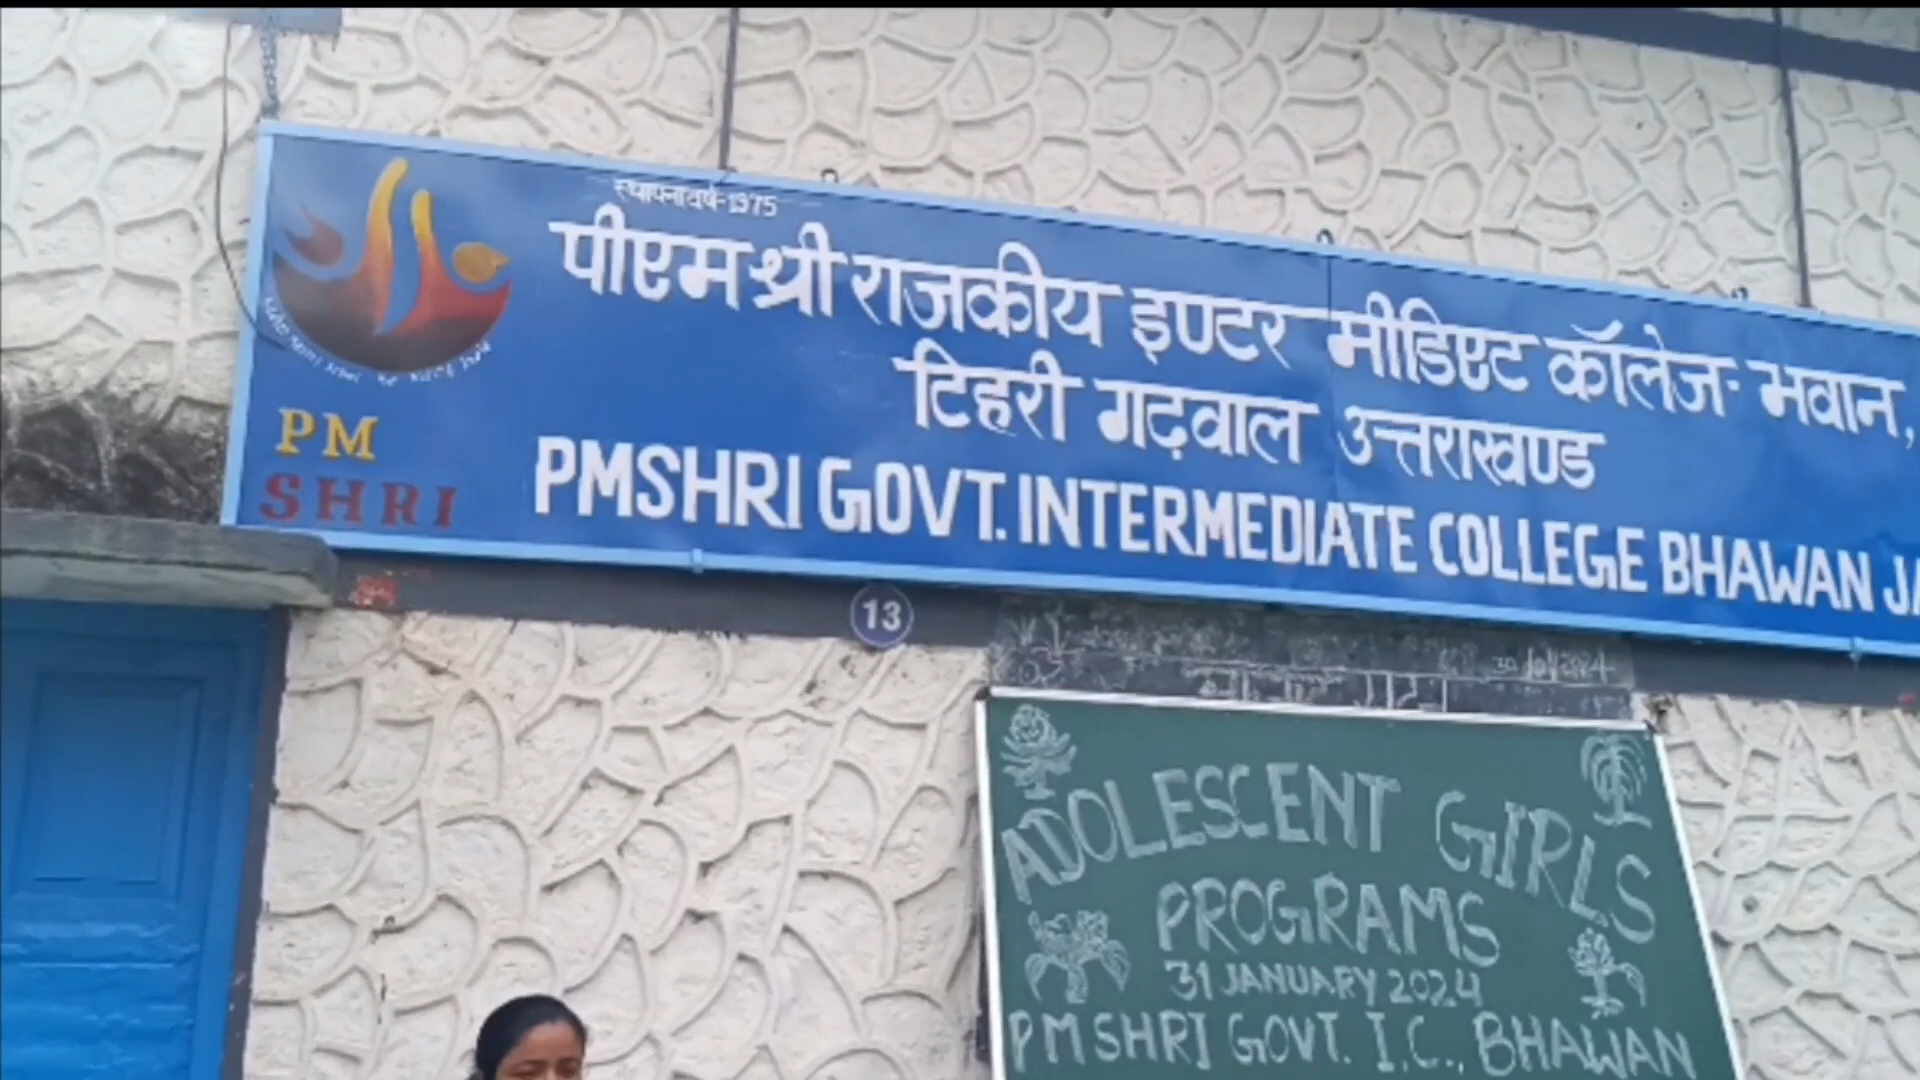 स्थापना वर्ष-1975
पीएम श्री राजकीय इण्टर मीडिएट कॉलेज- भवान,
टिहरी गढ़वाल उत्तराखण्ड
PM
SHRI
PMSHRI GOVT. INTERMEDIATE COLLEGE BHAWAN
13
ADOLESCENT GIRLS
PROGRAMS
31 JANUARY 2024
PMSHRI GOVT. I.C., BHAWAN